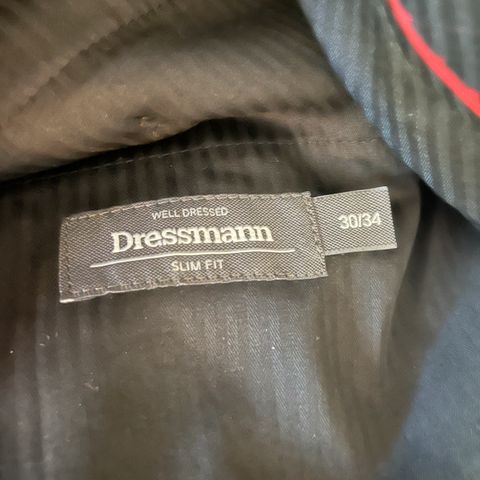 WELL DRESSED
Dressmann
SLIM FIT
30/34